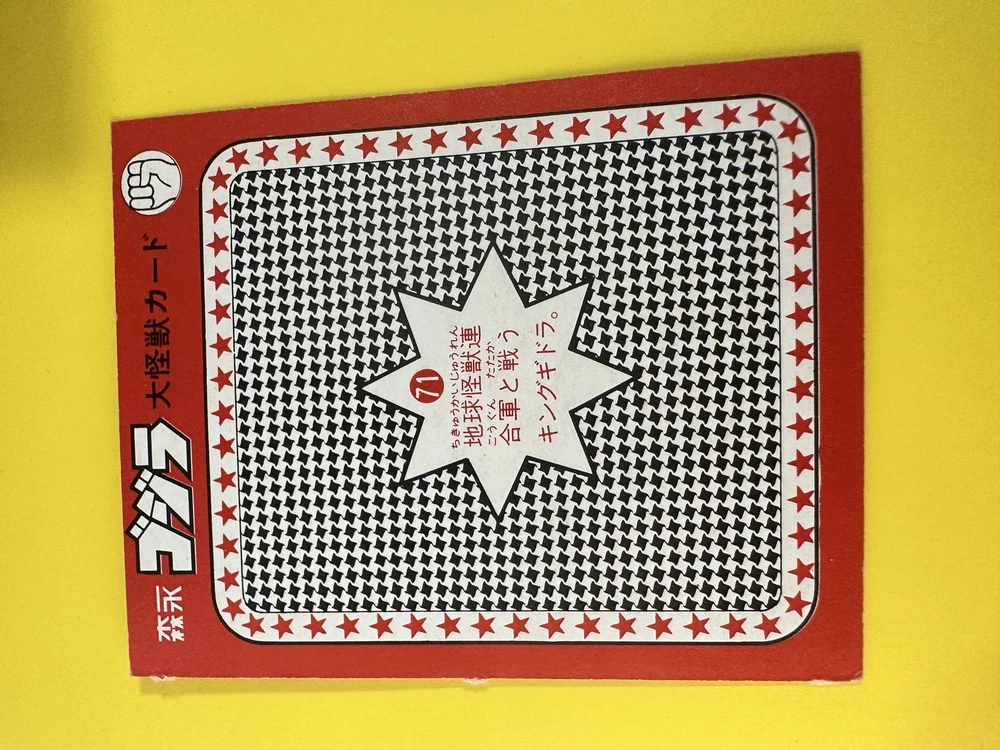 森永 ゴジラ 大怪獣カード
71
ちきゅうかいじゅうれん
地球怪獣連
ごうぐん たたか
合軍と戦う
キングギドラ。